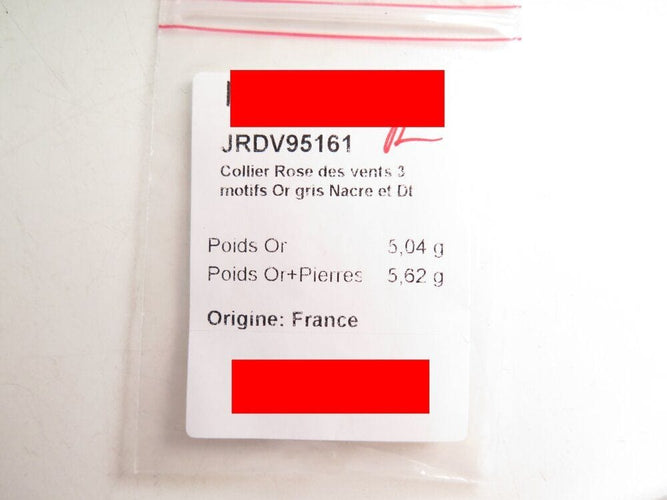 JRDV95161
Collier Rose des vents 3
motifs Or gris Nacre et Dt
Poids Or 5,04 g
Poids Or+Pierres 5,62 g
Origine: France